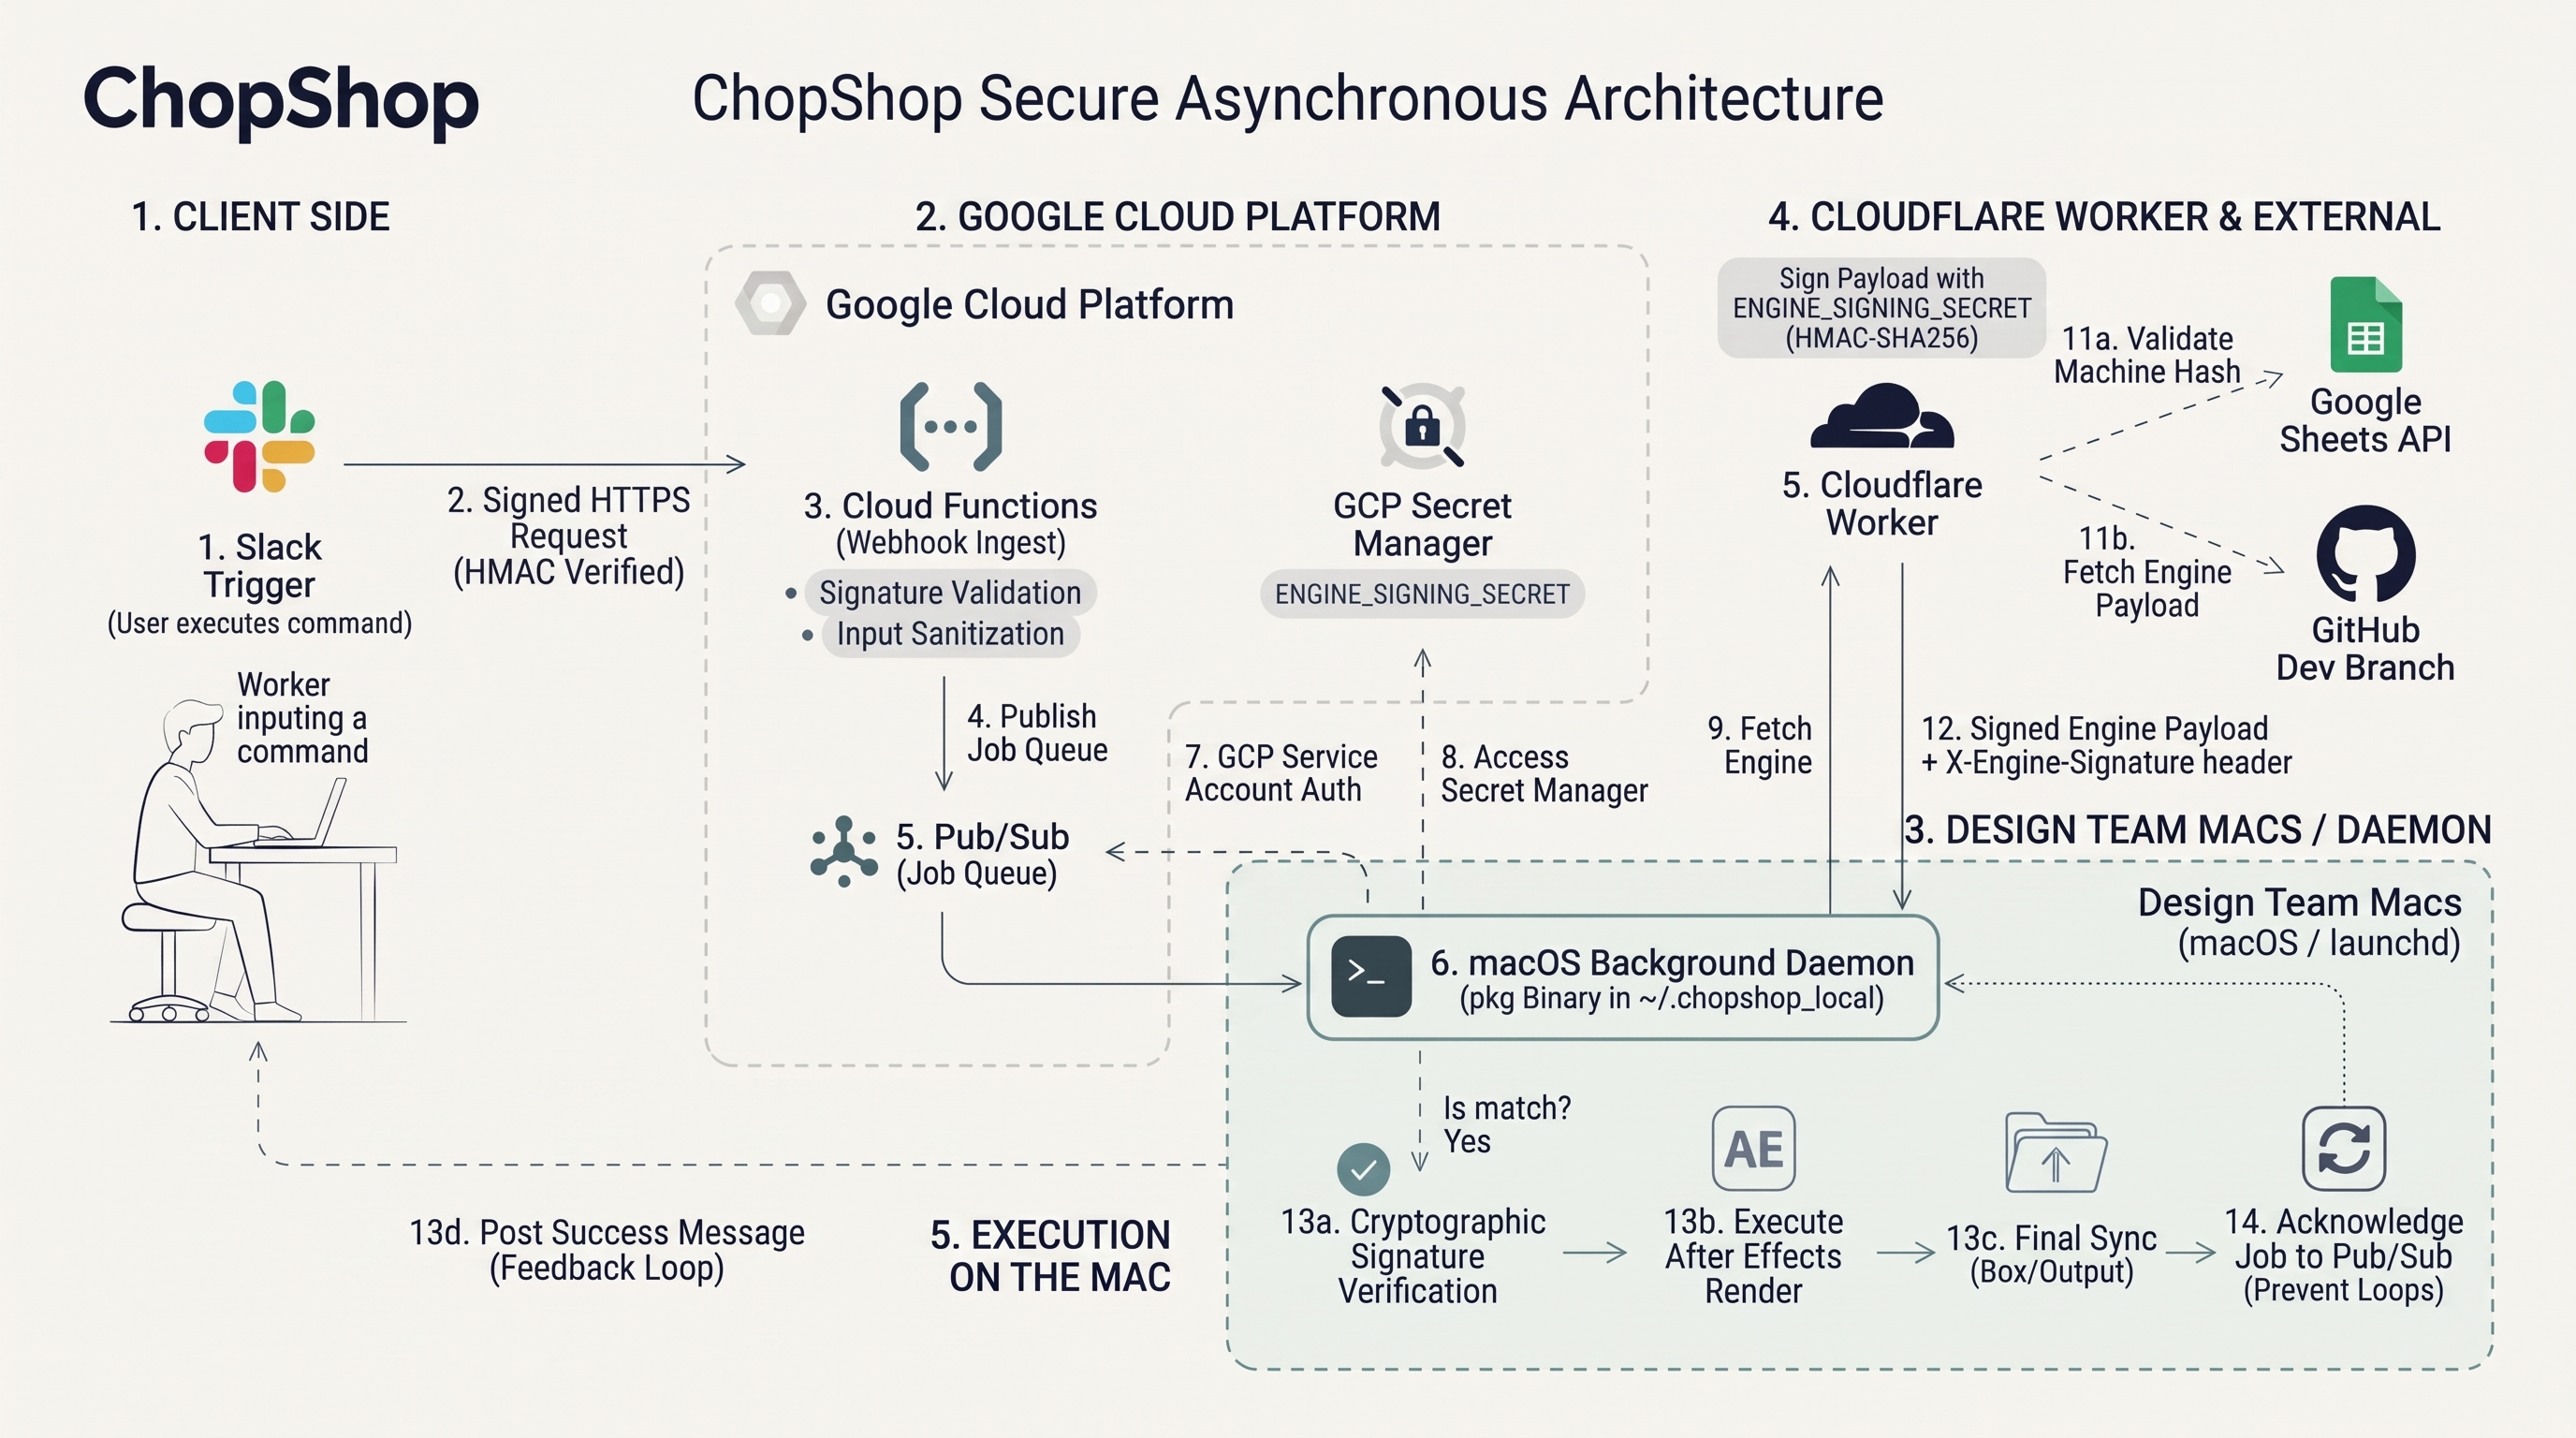 ChopShop
ChopShop Secure Asynchronous Architecture
1. CLIENT SIDE
1. Slack
Trigger
(User executes command)
Worker
inputing a
command
2. Signed HTTPS
Request
(HMAC Verified)
2. GOOGLE CLOUD PLATFORM
Google Cloud Platform
3. Cloud Functions
(Webhook Ingest)
• Signature Validation
• Input Sanitization
GCP Secret
Manager
ENGINE_SIGNING_SECRET
4. Publish
Job Queue
5. Pub/Sub
(Job Queue)
7. GCP Service
Account Auth
8. Access
Secret Manager
4. CLOUDFLARE WORKER & EXTERNAL
Sign Payload with
ENGINE_SIGNING_SECRET
(HMAC-SHA256)
5. Cloudflare
Worker
11a. Validate
Machine Hash
Google
Sheets API
11b.
Fetch Engine
Payload
GitHub
Dev Branch
9. Fetch
Engine
12. Signed Engine Payload
+ X-Engine-Signature header
3. DESIGN TEAM MACS / DAEMON
Design Team Macs
(macOS / launchd)
>_
6. macOS Background Daemon
(pkg Binary in ~/.chopshop_local)
Is match?
Yes
13a. Cryptographic
Signature
Verification
AE
13b. Execute
After Effects
Render
13c. Final Sync
(Box/Output)
14. Acknowledge
Job to Pub/Sub
(Prevent Loops)
13d. Post Success Message
(Feedback Loop)
5. EXECUTION
ON THE MAC